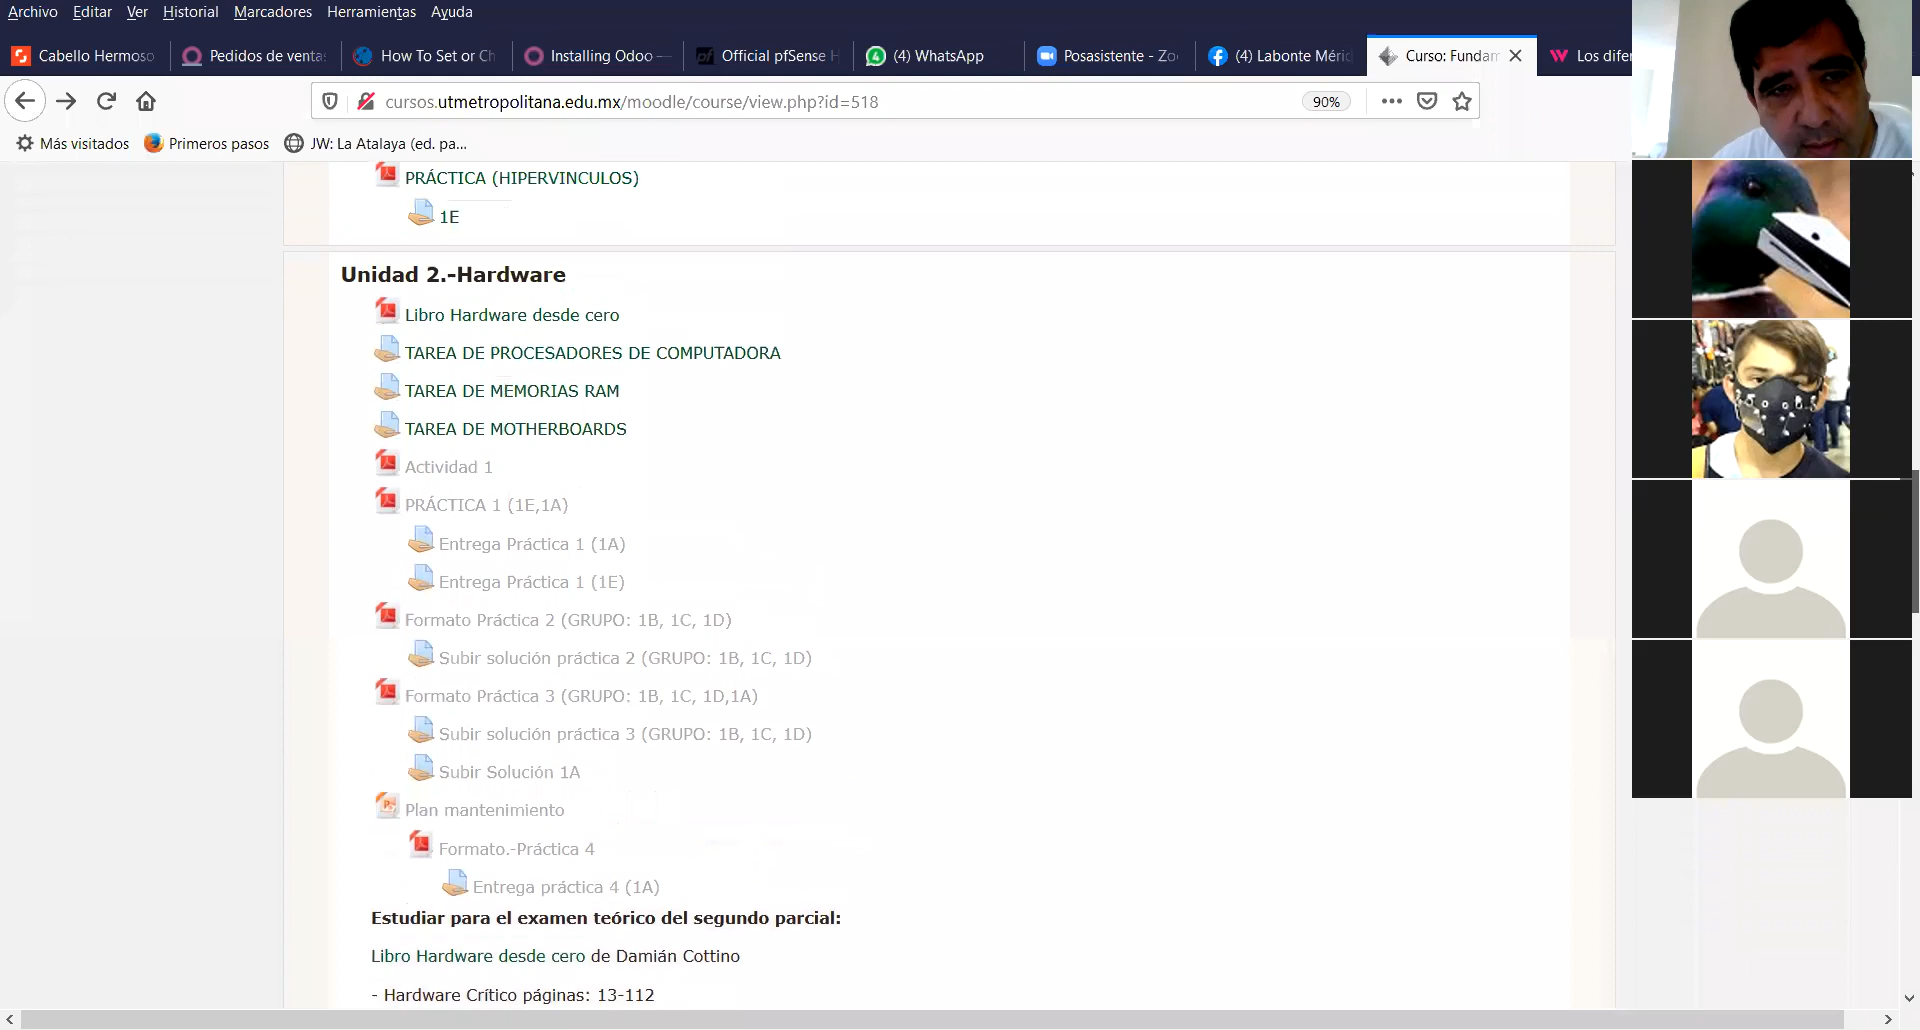 Archivo Editar Ver Historial Marcadores Herramientas Ayuda
Cabello Hermoso Pedidos de venta How To Set or Ch Installing Odoo — Official pfSense (4) WhatsApp Posasistente - Zo (4) Labonte Méri Curso: Fundam Los difer
cursos.utmetropolitana.edu.mx/moodle/course/view.php?id=518 90%
Más visitados Primeros pasos JW: La Atalaya (ed. pa...
PRÁCTICA (HIPERVINCULOS)
1E
Unidad 2.-Hardware
Libro Hardware desde cero
TAREA DE PROCESADORES DE COMPUTADORA
TAREA DE MEMORIAS RAM
TAREA DE MOTHERBOARDS
Actividad 1
PRÁCTICA 1 (1E,1A)
Entrega Práctica 1 (1A)
Entrega Práctica 1 (1E)
Formato Práctica 2 (GRUPO: 1B, 1C, 1D)
Subir solución práctica 2 (GRUPO: 1B, 1C, 1D)
Formato Práctica 3 (GRUPO: 1B, 1C, 1D,1A)
Subir solución práctica 3 (GRUPO: 1B, 1C, 1D)
Subir Solución 1A
Plan mantenimiento
Formato.-Práctica 4
Entrega práctica 4 (1A)
Estudiar para el examen teórico del segundo parcial:
Libro Hardware desde cero de Damián Cottino
- Hardware Crítico páginas: 13-112